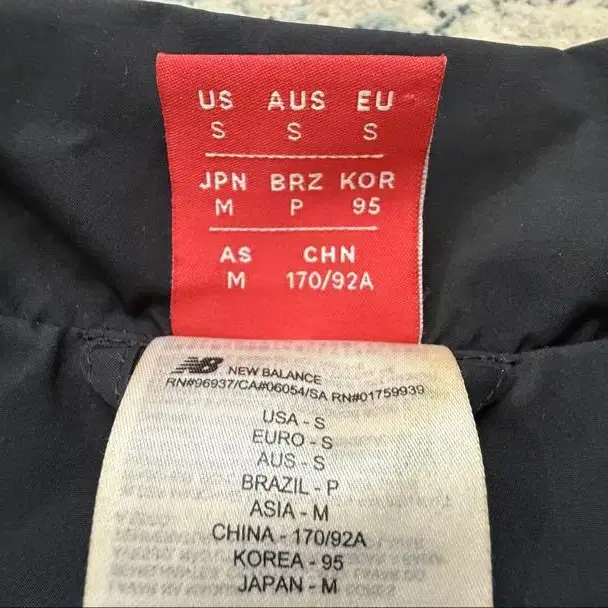 US AUS EU
S S S
JPN BRZ KOR
M P 95
AS CHN
M 170/92A
NB NEW BALANCE
RN#96937/CA#06054/SA RN#01759939
USA - S
EURO - S
AUS - S
BRAZIL - P
ASIA - M
CHINA - 170/92A
KOREA - 95
JAPAN - M